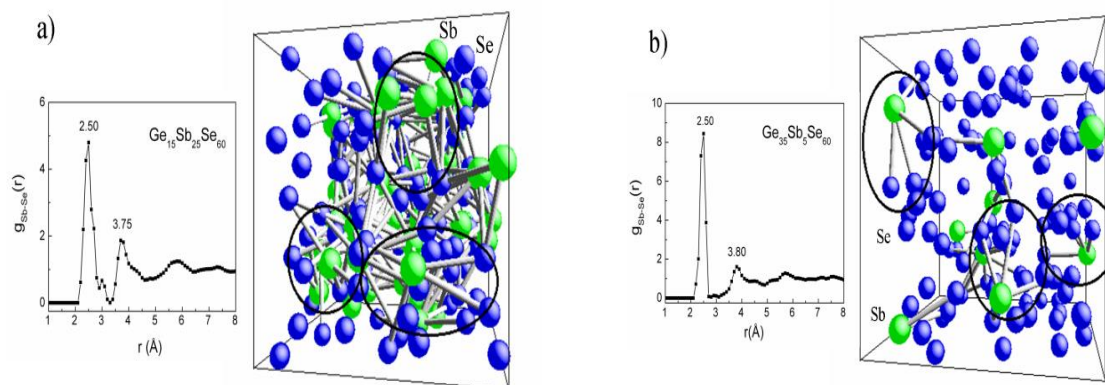 a)
Sb
Se
6
4
2
0
2.50
3.75
Ge₁₅Sb₂₅Se₆₀
g_Sb-Se(r)
1 2 3 4 5 6 7 8
r (Å)
b)
10
8
6
4
2
0
2.50
3.80
Ge₃₅Sb₅Se₆₀
g_Sb-Se(r)
1 2 3 4 5 6 7 8
r (Å)
Se
Sb